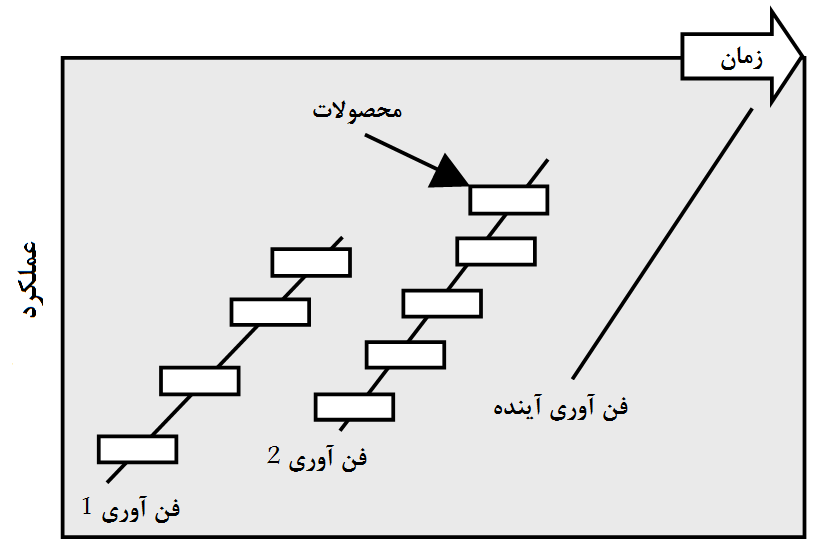 زمان
محصولات
عملکرد
فن آوری آینده
فن آوری 2
فن آوری 1